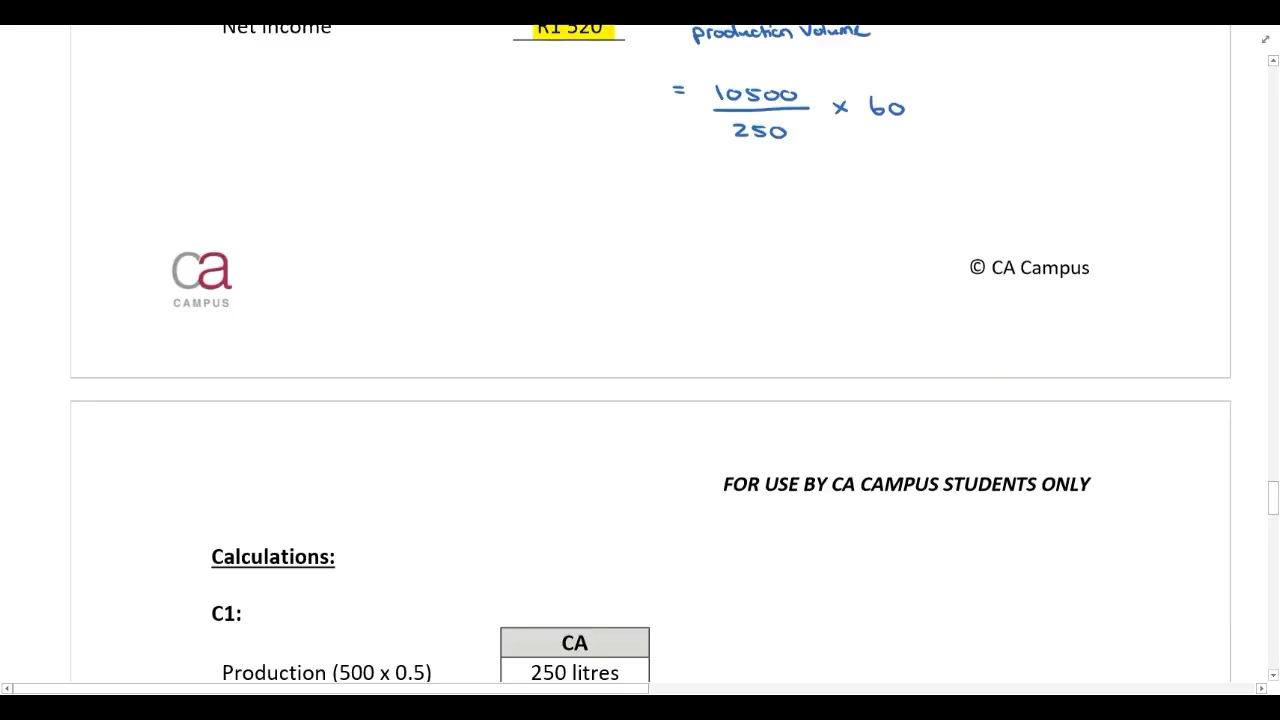 Net Income R1 520 production volume
= 10500 / 250 x 60
ca
CAMPUS
© CA Campus
FOR USE BY CA CAMPUS STUDENTS ONLY
Calculations:
C1:
CA
Production (500 x 0.5) 250 litres